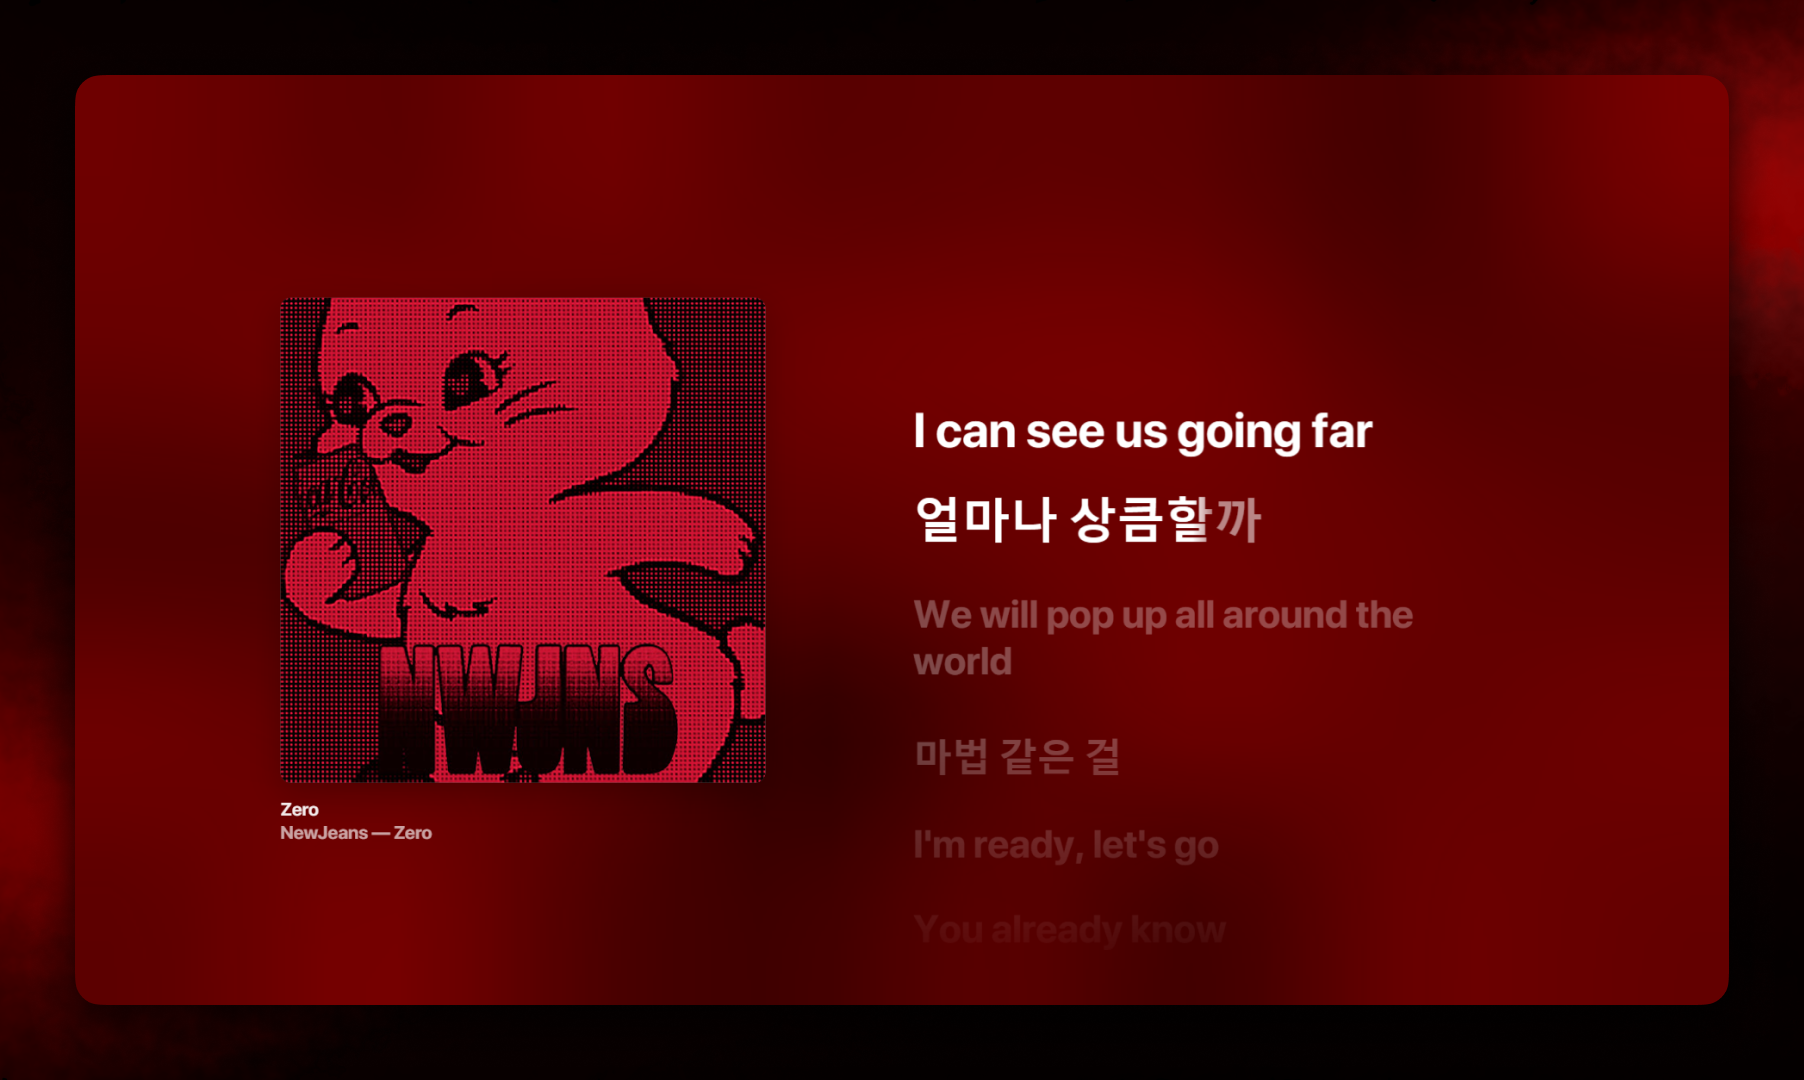 I can see us going far
얼마나 상큼할까
We will pop up all around the
world
마법 같은 걸
I'm ready, let's go
You already know
NWJNS
Zero
NewJeans — Zero